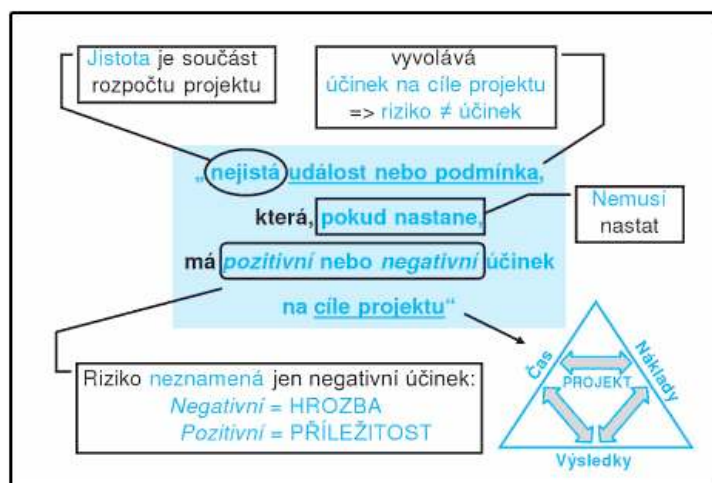 Jistota je součást
rozpočtu projektu
vyvolává
účinek na cíle projektu
=> riziko ≠ účinek
„nejistá událost nebo podmínka,
která, pokud nastane,
má pozitivní nebo negativní účinek
na cíle projektu“
Nemusí
nastat
Riziko neznamená jen negativní účinek:
Negativní = HROZBA
Pozitivní = PŘÍLEŽITOST
Čas
Náklady
PROJEKT
Výsledky